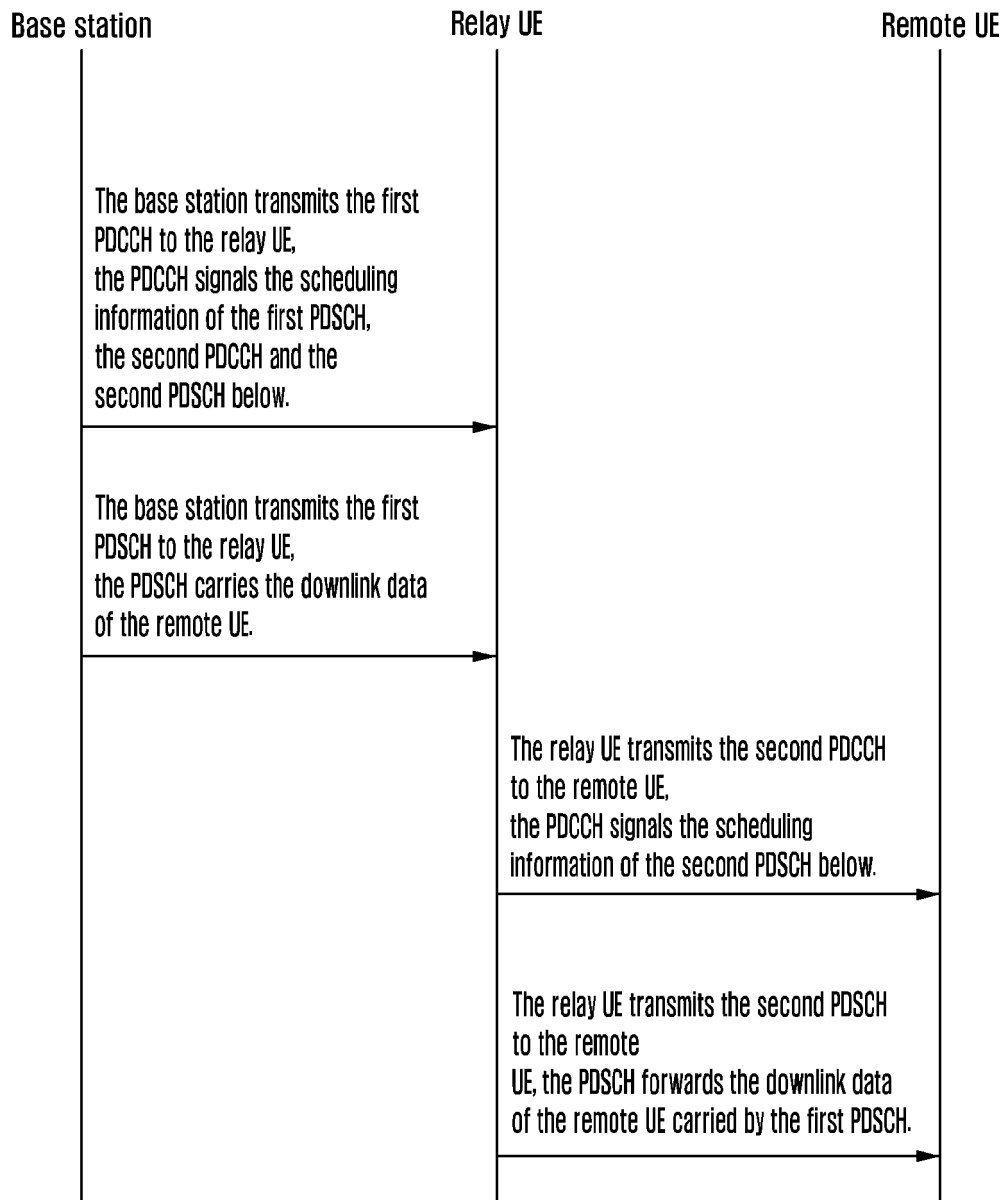 Base station
Relay UE
Remote UE
The base station transmits the first
PDCCH to the relay UE,
the PDCCH signals the scheduling
information of the first PDSCH,
the second PDCCH and the
second PDSCH below.
The base station transmits the first
PDSCH to the relay UE,
the PDSCH carries the downlink data
of the remote UE.
The relay UE transmits the second PDCCH
to the remote UE,
the PDCCH signals the scheduling
information of the second PDSCH below.
The relay UE transmits the second PDSCH
to the remote
UE, the PDSCH forwards the downlink data
of the remote UE carried by the first PDSCH.